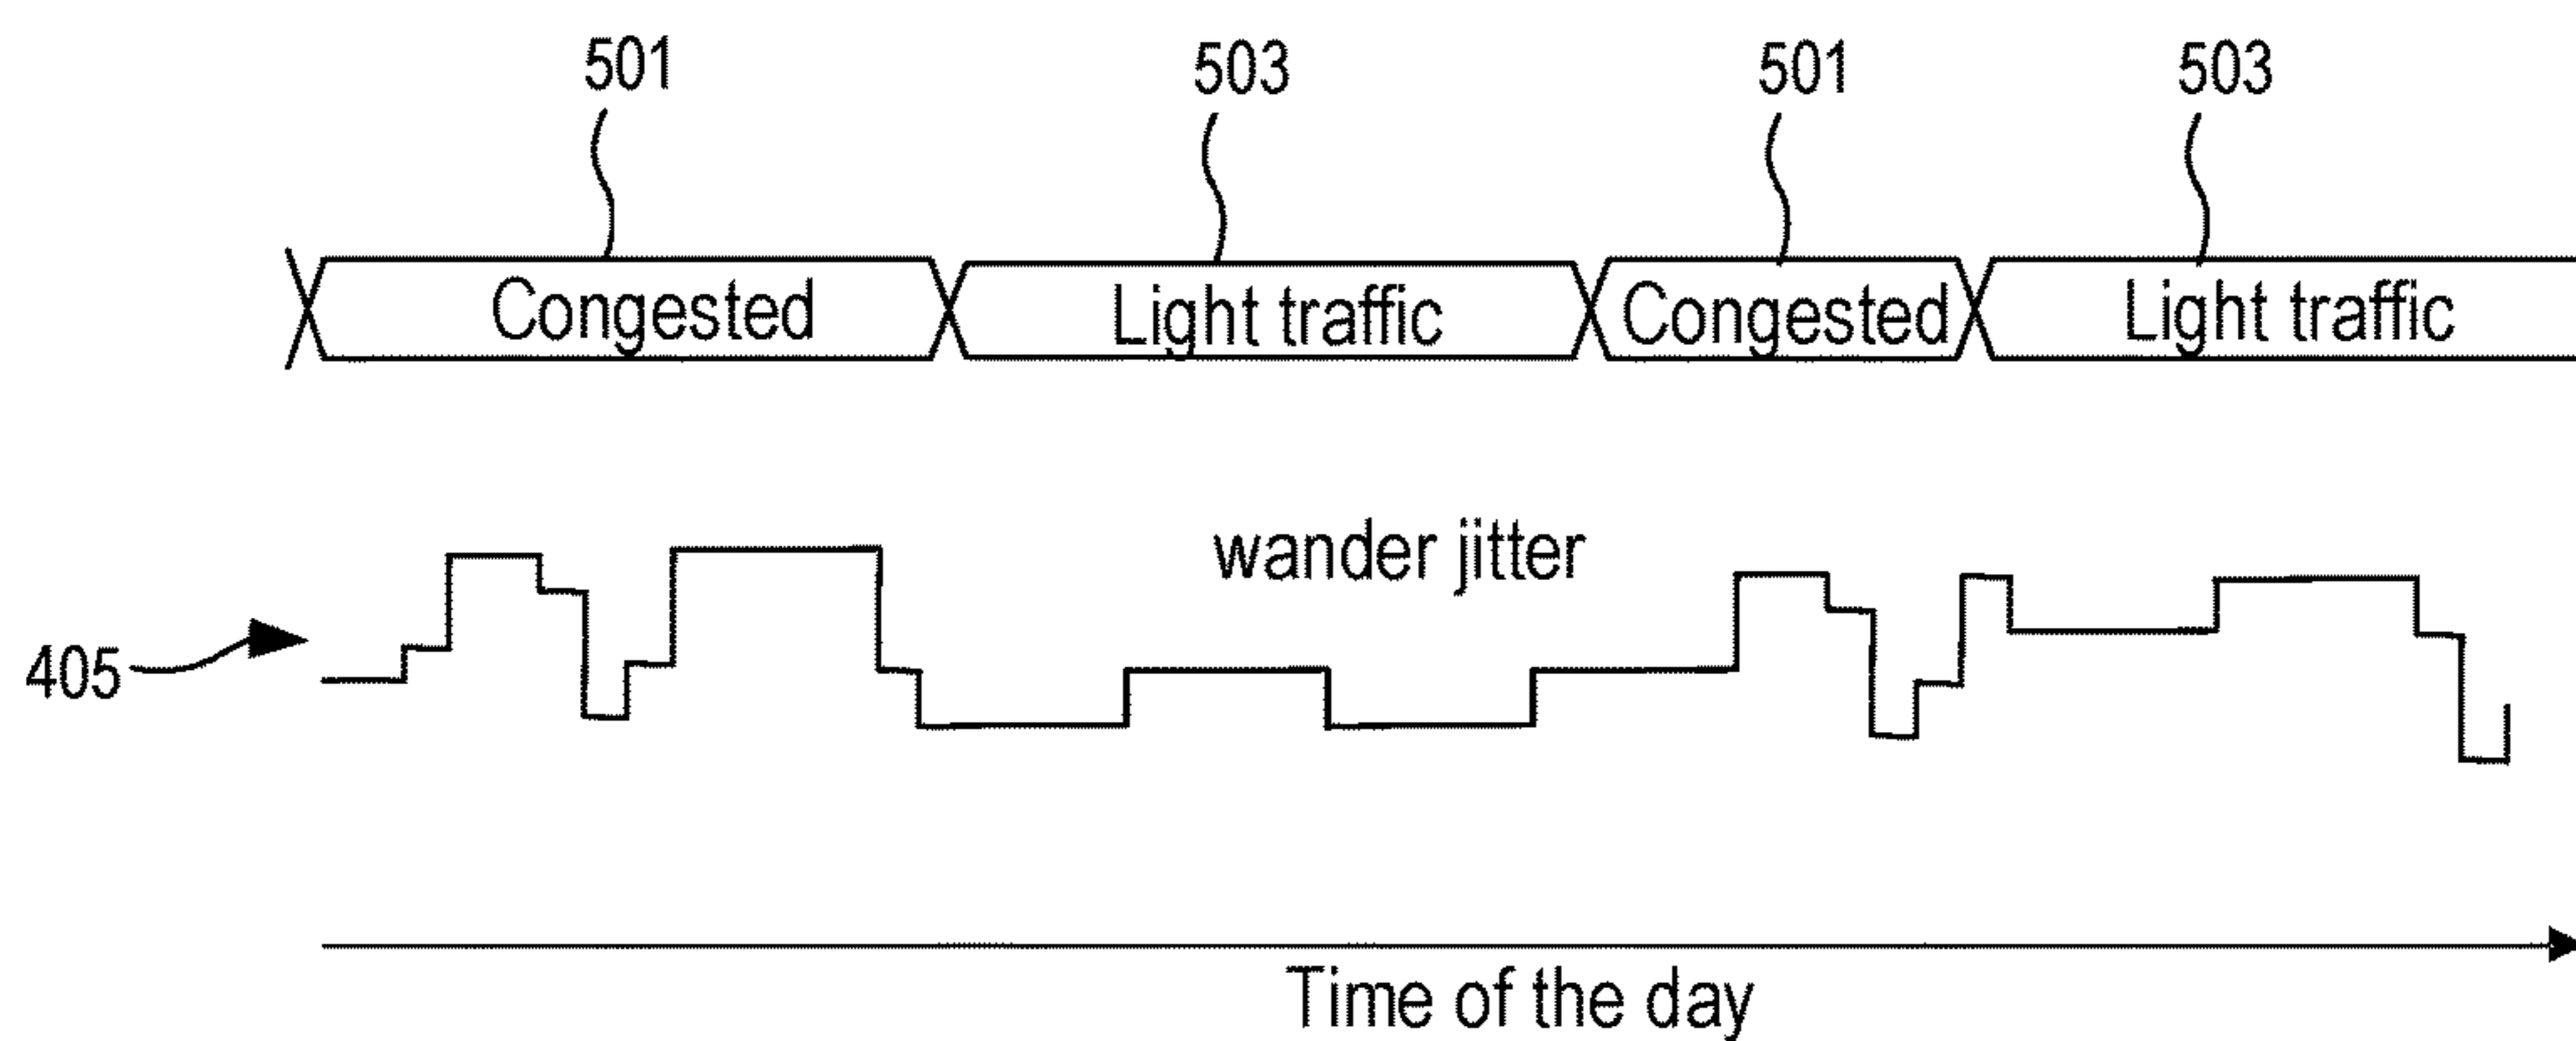 501 503 501 503
Congested Light traffic Congested Light traffic
wander jitter
405
Time of the day